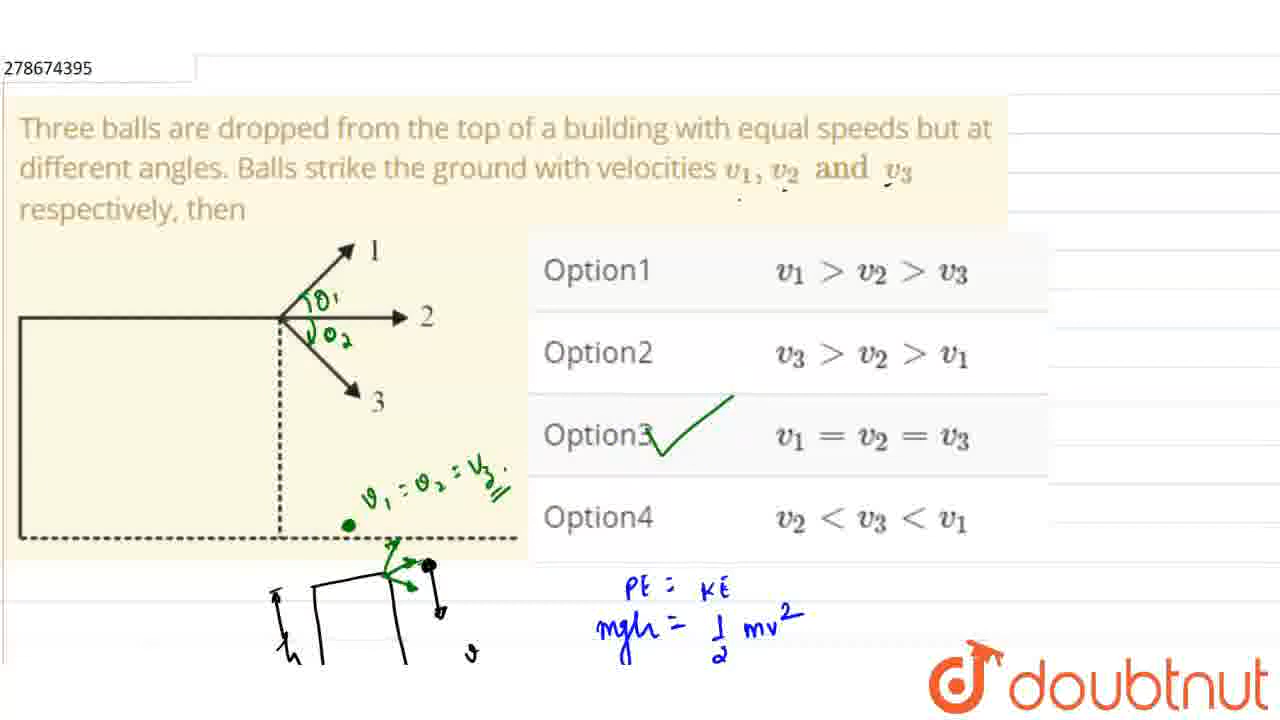 278674395
Three balls are dropped from the top of a building with equal speeds but at
different angles. Balls strike the ground with velocities v₁, v₂ and v₃
respectively, then
1
θ₁
2
θ₂
3
Option1 v₁ > v₂ > v₃
Option2 v₃ > v₂ > v₁
Option3 v₁ = v₂ = v₃
Option4 v₂ < v₃ < v₁
v₁ = v₂ = v₃.
PE = KE
mgh = 1/2 mv²
h
v
doubtnut